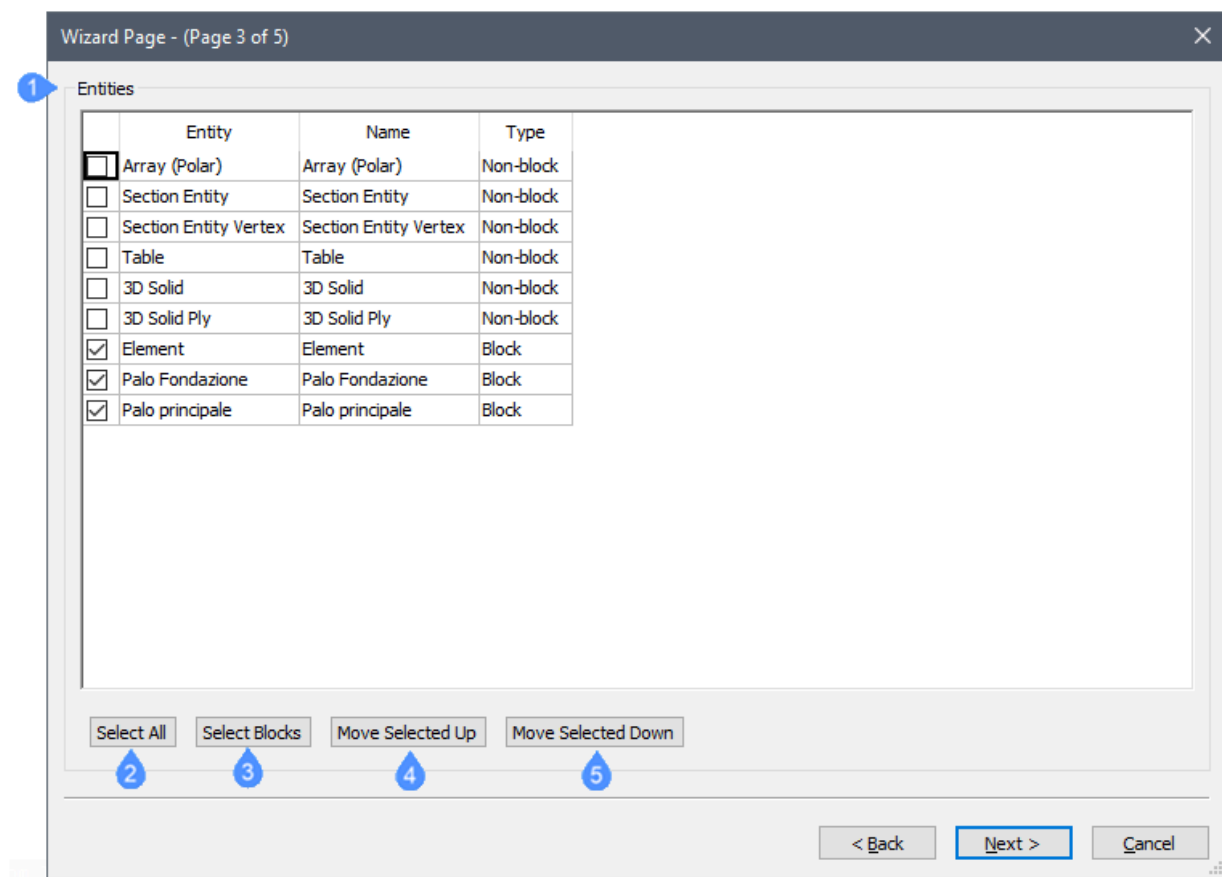 Wizard Page - (Page 3 of 5)
1 Entities
Entity Name Type
Array (Polar) Array (Polar) Non-block
Section Entity Section Entity Non-block
Section Entity Vertex Section Entity Vertex Non-block
Table Table Non-block
3D Solid 3D Solid Non-block
3D Solid Ply 3D Solid Ply Non-block
Element Element Block
Palo Fondazione Palo Fondazione Block
Palo principale Palo principale Block
Select All Select Blocks Move Selected Up Move Selected Down
2 3 4 5
< Back Next > Cancel